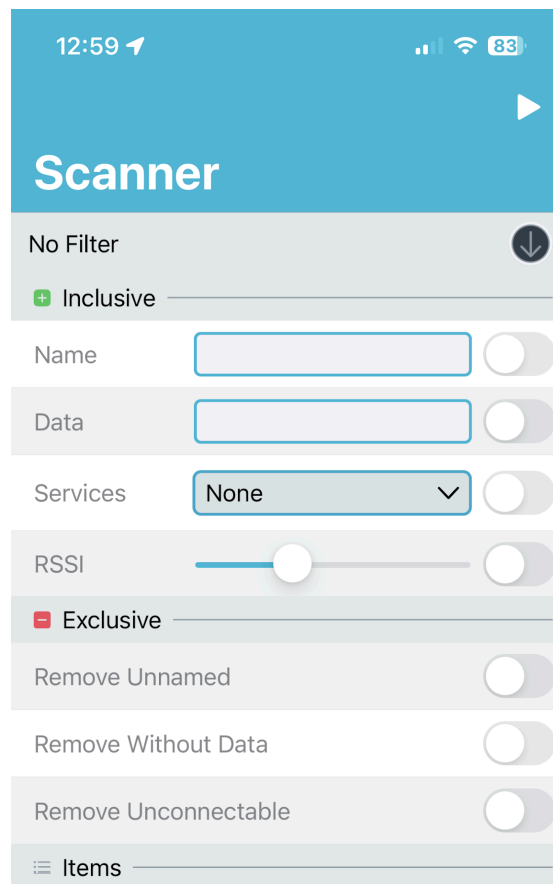 12:59
83
Scanner
No Filter
Inclusive
Name
Data
Services None
RSSI
Exclusive
Remove Unnamed
Remove Without Data
Remove Unconnectable
Items